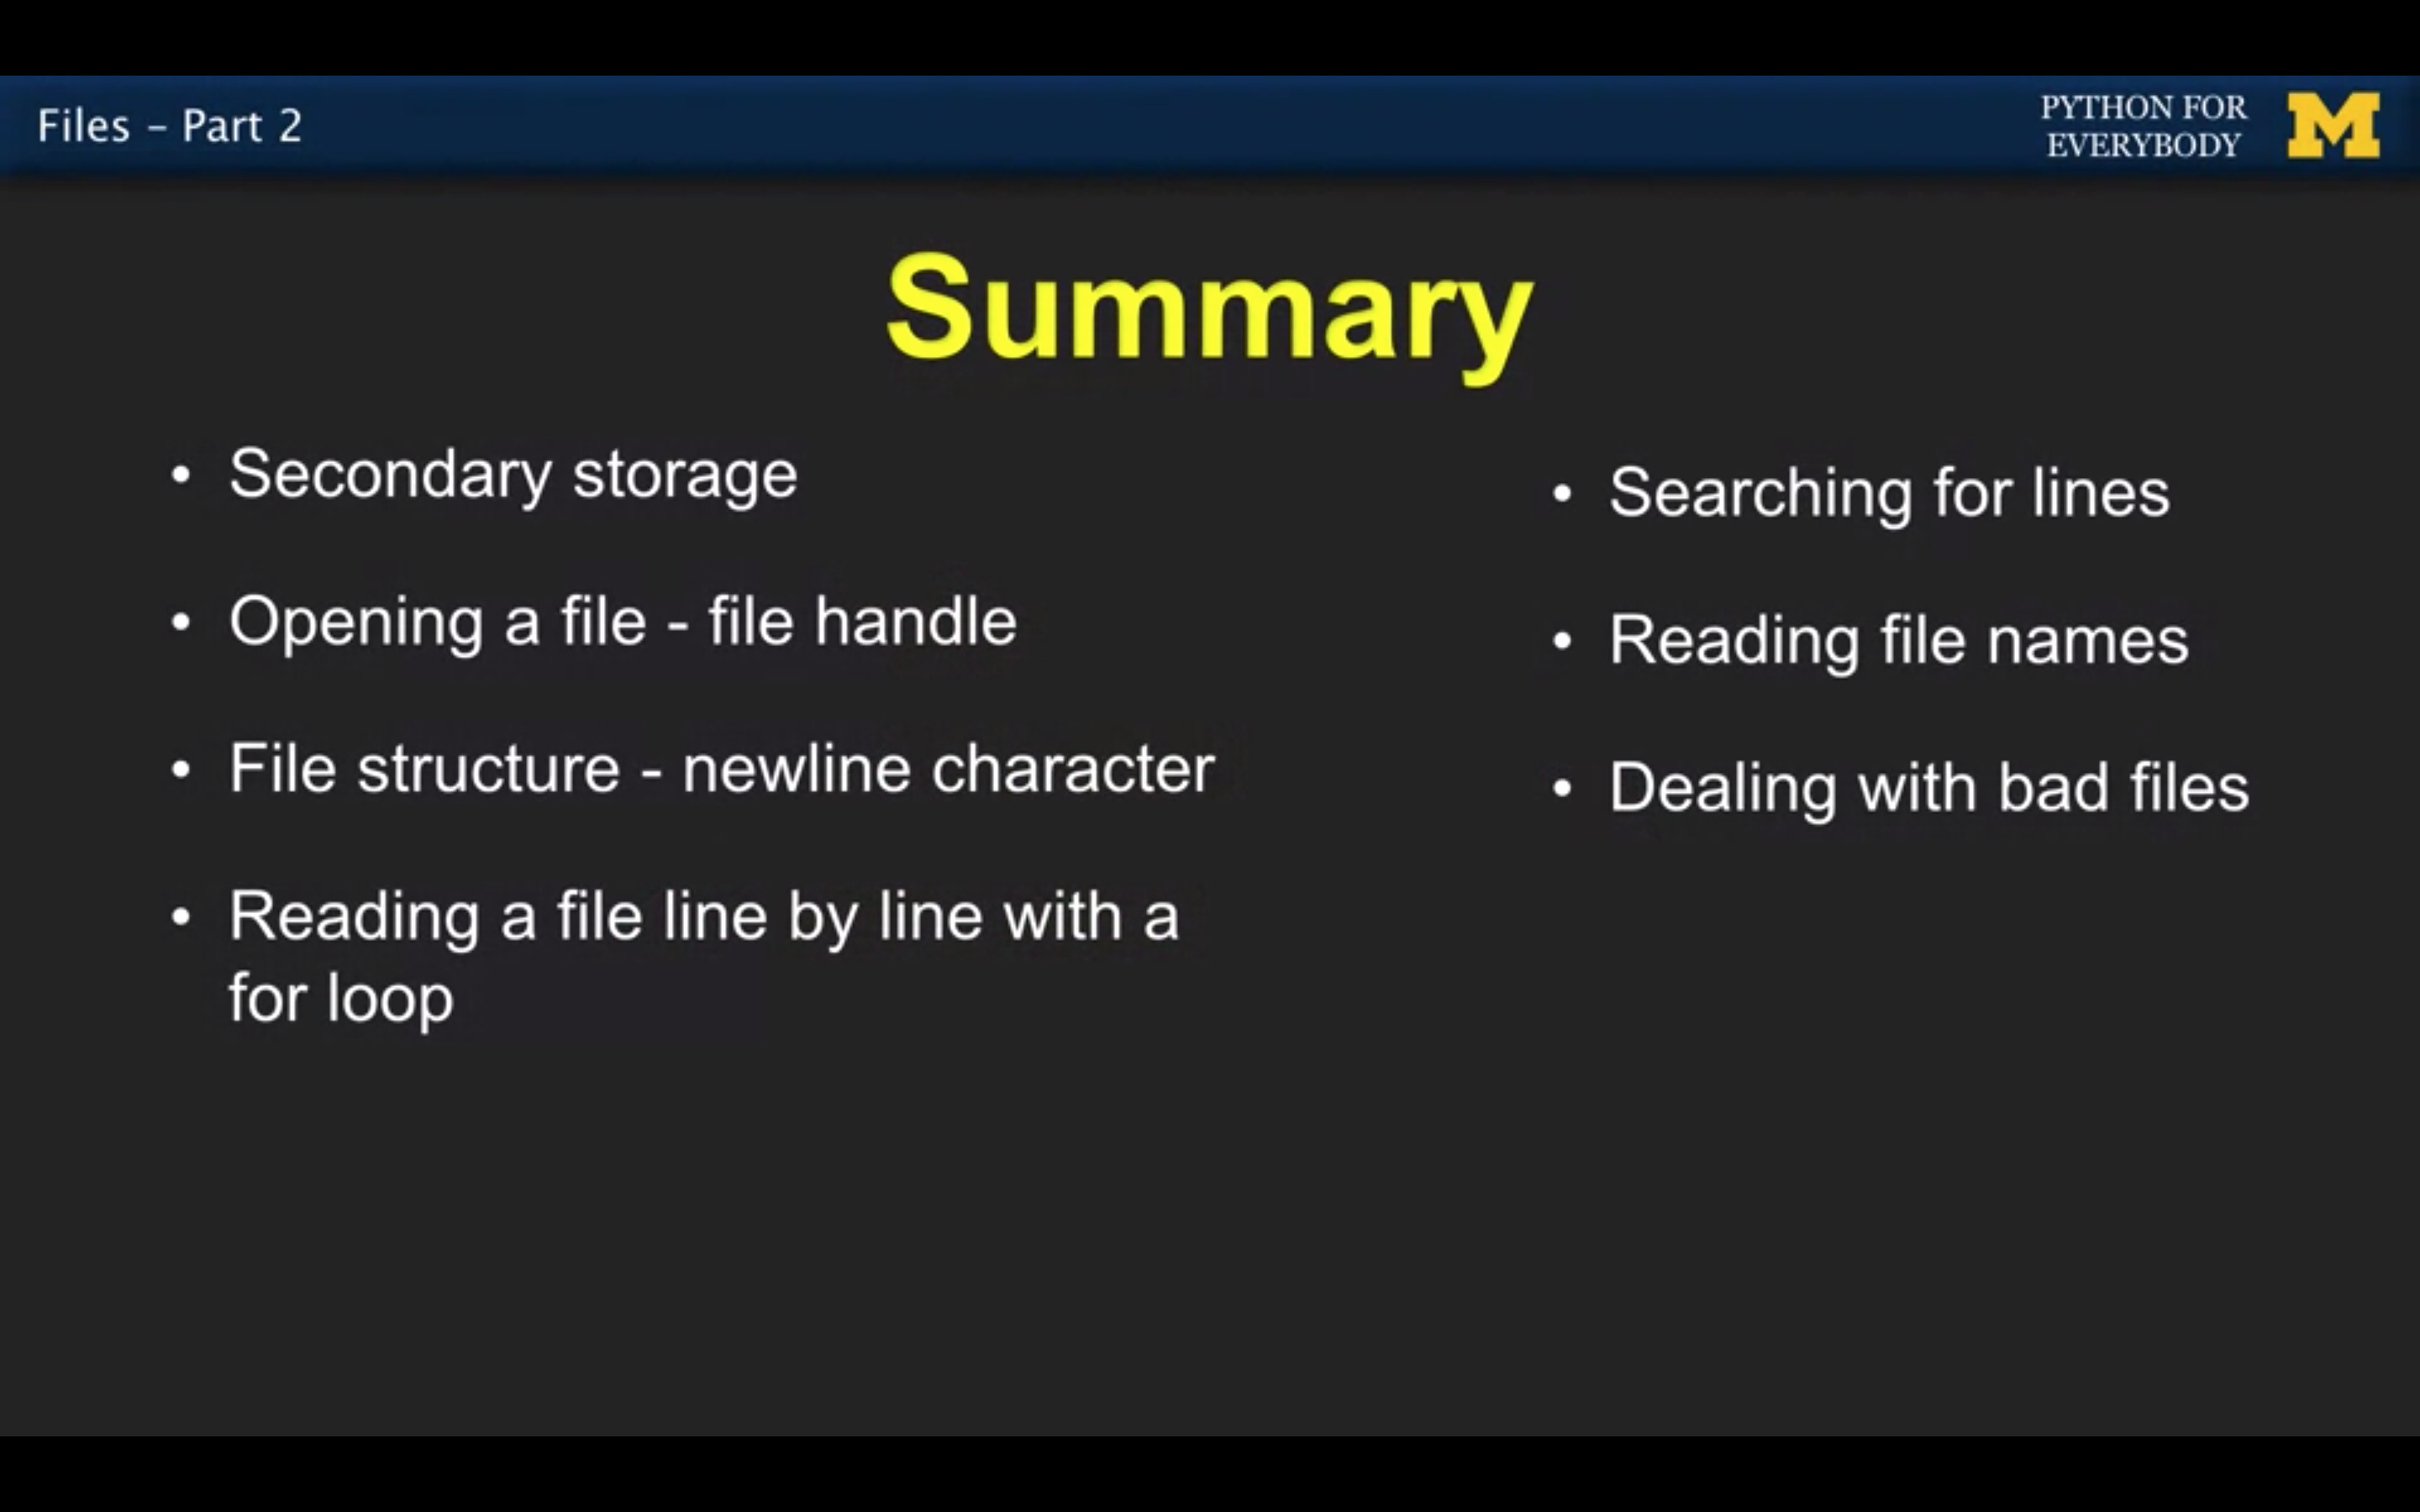 Files – Part 2
PYTHON FOR
EVERYBODY
M
Summary
• Secondary storage
• Opening a file - file handle
• File structure - newline character
• Reading a file line by line with a
for loop
• Searching for lines
• Reading file names
• Dealing with bad files